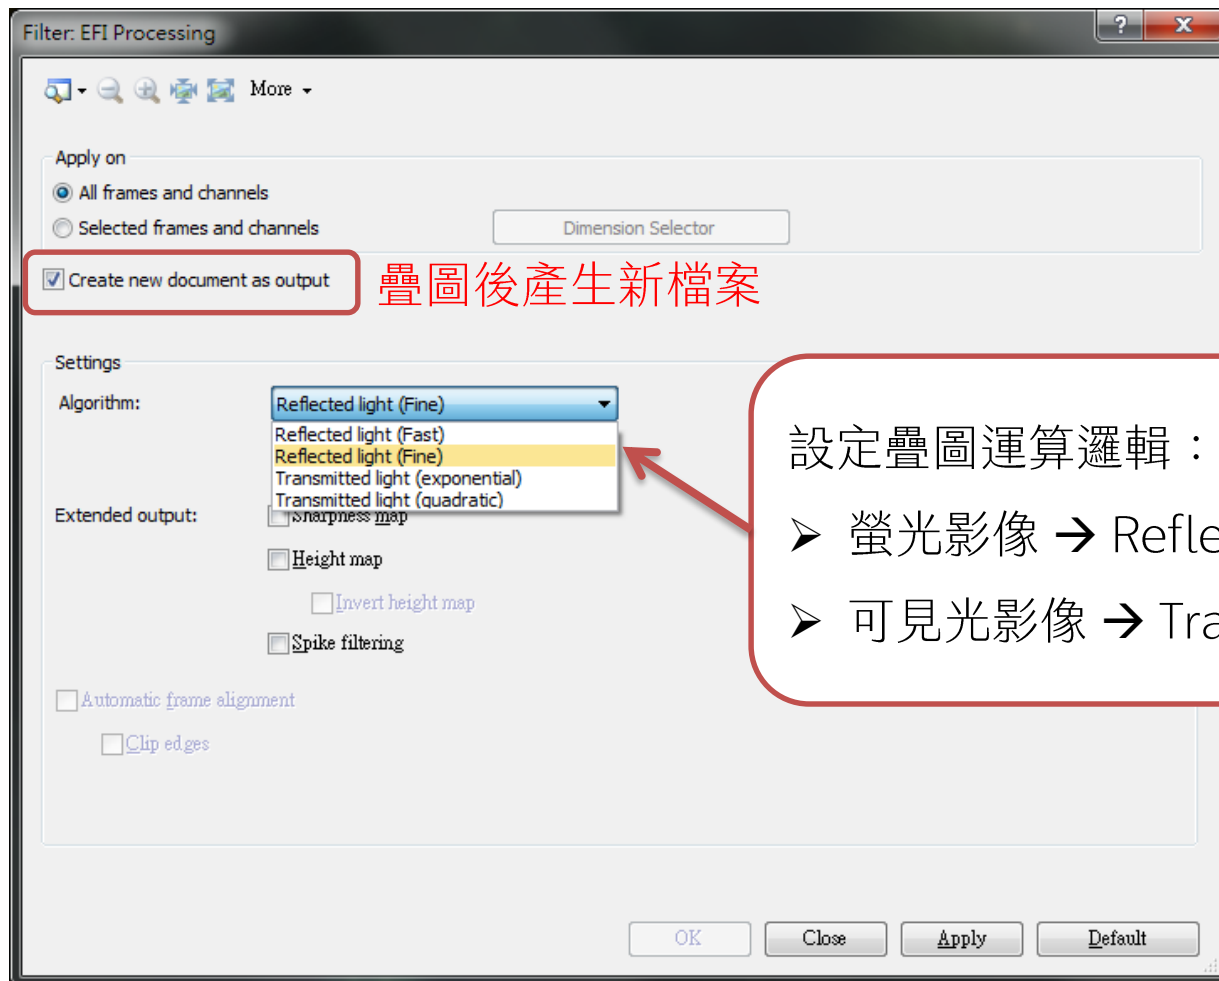 Filter: EFI Processing
More
Apply on
All frames and channels
Selected frames and channels
Dimension Selector
Create new document as output
疊圖後產生新檔案
Settings
Algorithm:
Reflected light (Fine)
Reflected light (Fast)
Reflected light (Fine)
Transmitted light (exponential)
Transmitted light (quadratic)
設定疊圖運算邏輯：
➢ 螢光影像 → Refle
➢ 可見光影像 → Tra
Extended output:
Sharpness map
Height map
Invert height map
Spike filtering
Automatic frame alignment
Clip edges
OK
Close
Apply
Default